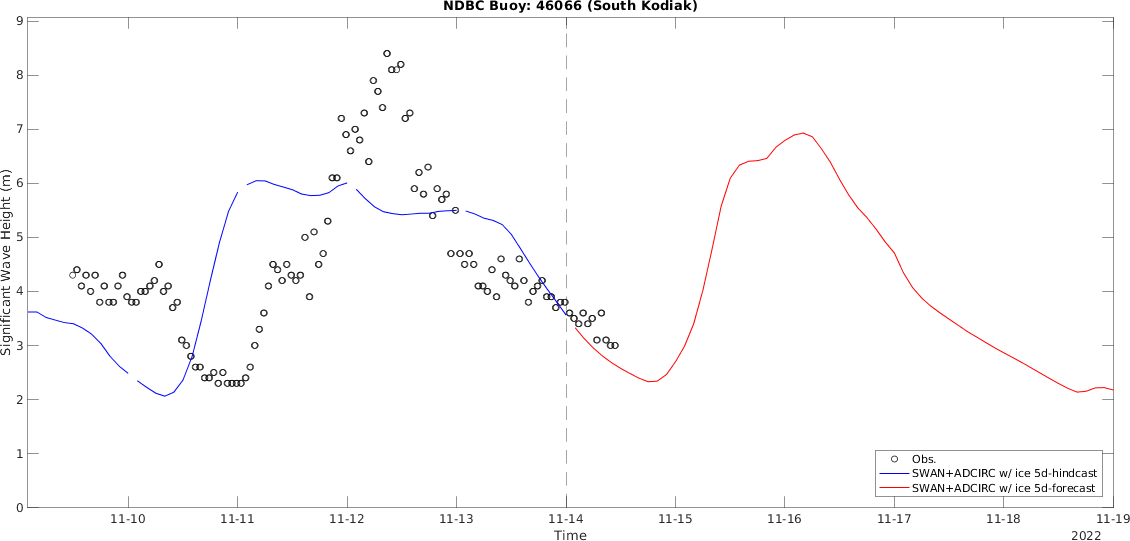 NDBC Buoy: 46066 (South Kodiak)
9
8
7
6
5
4
3
2
1
0
Significant Wave Height (m)
Obs.
SWAN+ADCIRC w/ ice 5d-hindcast
SWAN+ADCIRC w/ ice 5d-forecast
11-10 11-11 11-12 11-13 11-14 11-15 11-16 11-17 11-18 11-19
Time
2022